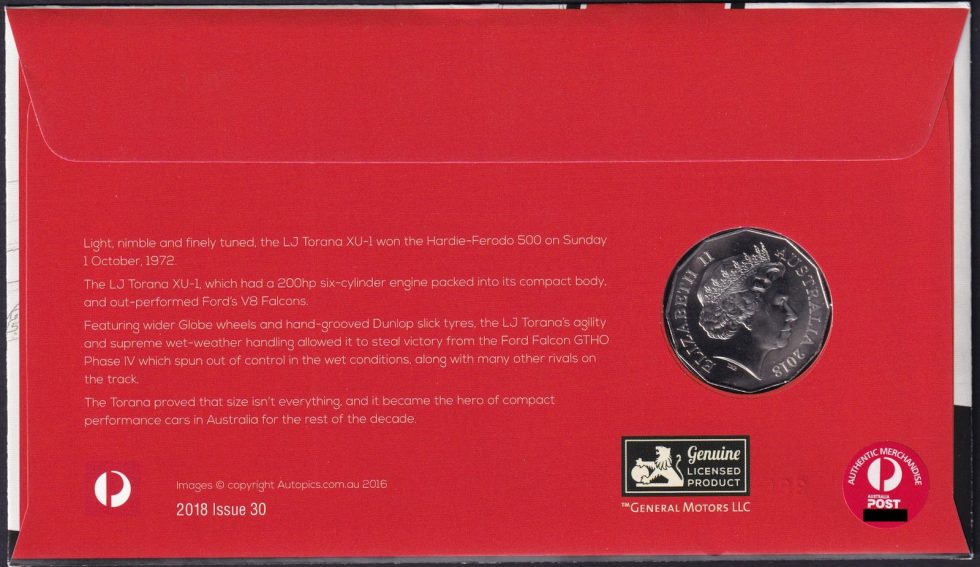 Light, nimble and finely tuned, the LJ Torana XU-1 won the Hardie-Ferodo 500 on Sunday
1 October, 1972.
The LJ Torana XU-1, which had a 200hp six-cylinder engine packed into its compact body,
and out-performed Ford's V8 Falcons.
Featuring wider Globe wheels and hand-grooved Dunlop slick tyres, the LJ Torana's agility
and supreme wet-weather handling allowed it to steal victory from the Ford Falcon GTHO
Phase IV which spun out of control in the wet conditions, along with many other rivals on
the track.
The Torana proved that size isn't everything, and it became the hero of compact
performance cars in Australia for the rest of the decade.
ELIZABETH II
AUSTRALIA 2018
Images © copyright Autopics.com.au 2016
2018 Issue 30
Genuine
LICENSED
PRODUCT
™GENERAL MOTORS LLC
AUTHENTIC MERCHANDISE
AUSTRALIA
POST